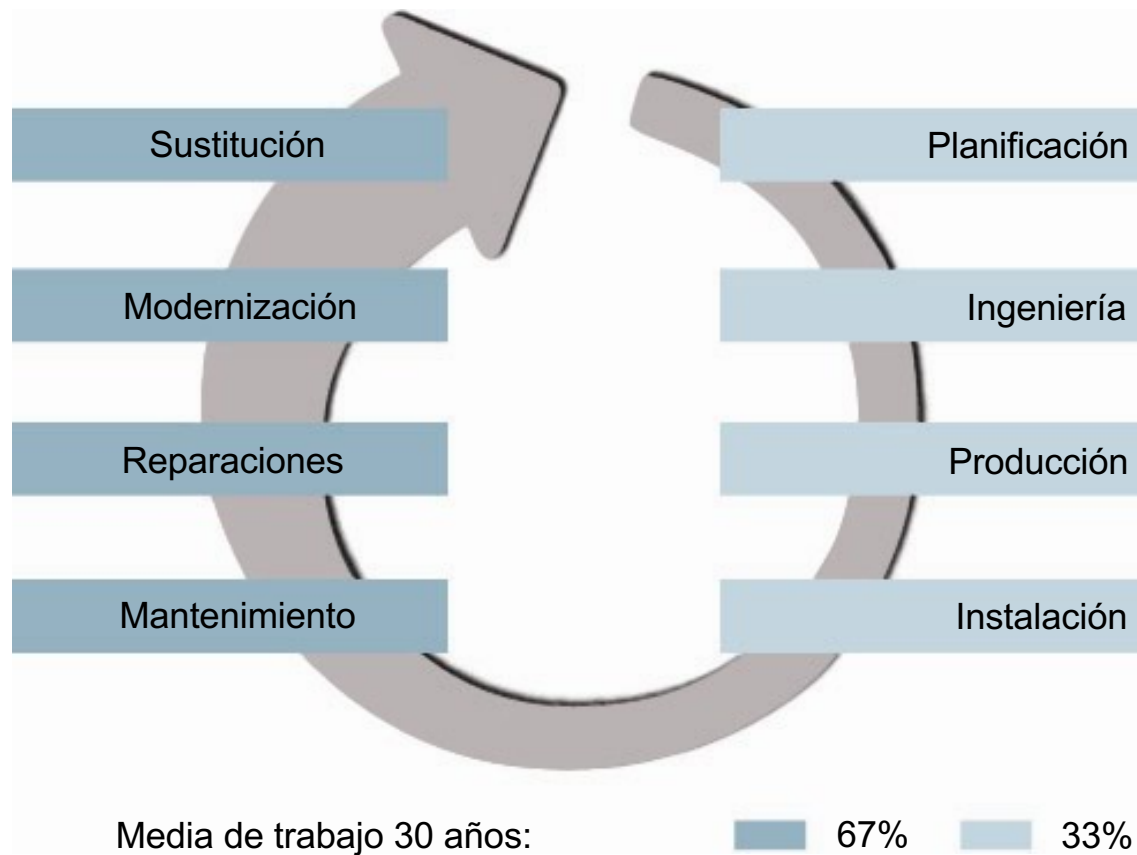 Sustitución
Planificación
Modernización
Ingeniería
Reparaciones
Producción
Mantenimiento
Instalación
Media de trabajo 30 años: 67% 33%